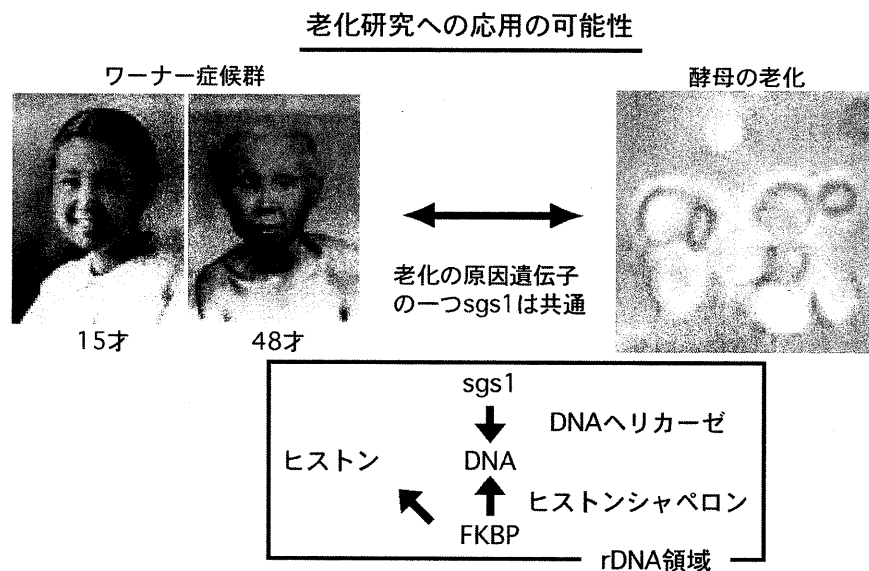 老化研究への応用の可能性
ワーナー症候群
酵母の老化
老化の原因遺伝子
の一つsgs1は共通
15才
48才
sgs1
DNAヘリカーゼ
ヒストン
DNA
ヒストンシャペロン
FKBP
rDNA領域